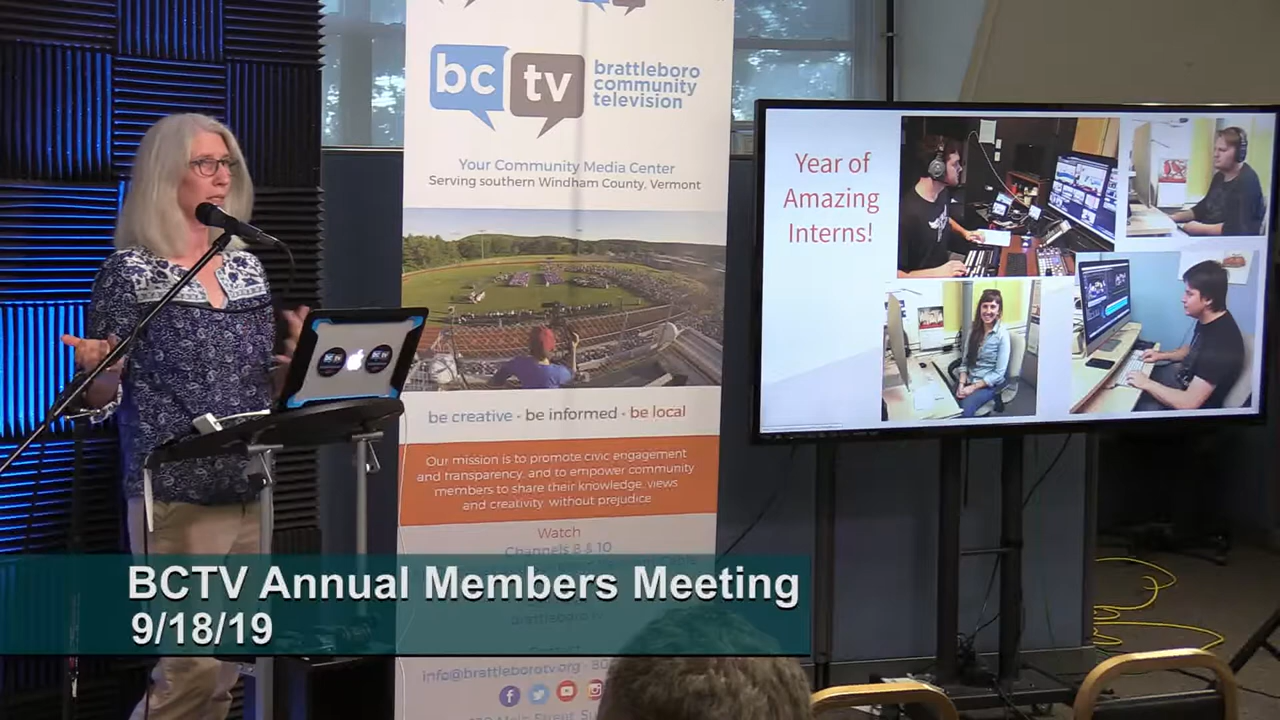 bc tv
brattleboro
community
television
Your Community Media Center
Serving southern Windham County, Vermont
be creative • be informed • be local
Our mission is to promote civic engagement
and transparency, and to empower community
members to share their knowledge, views
and creativity, without prejudice.
Watch
Channels 8 & 10
info@brattleborotv.org
Year of
Amazing
Interns!
BCTV Annual Members Meeting
9/18/19